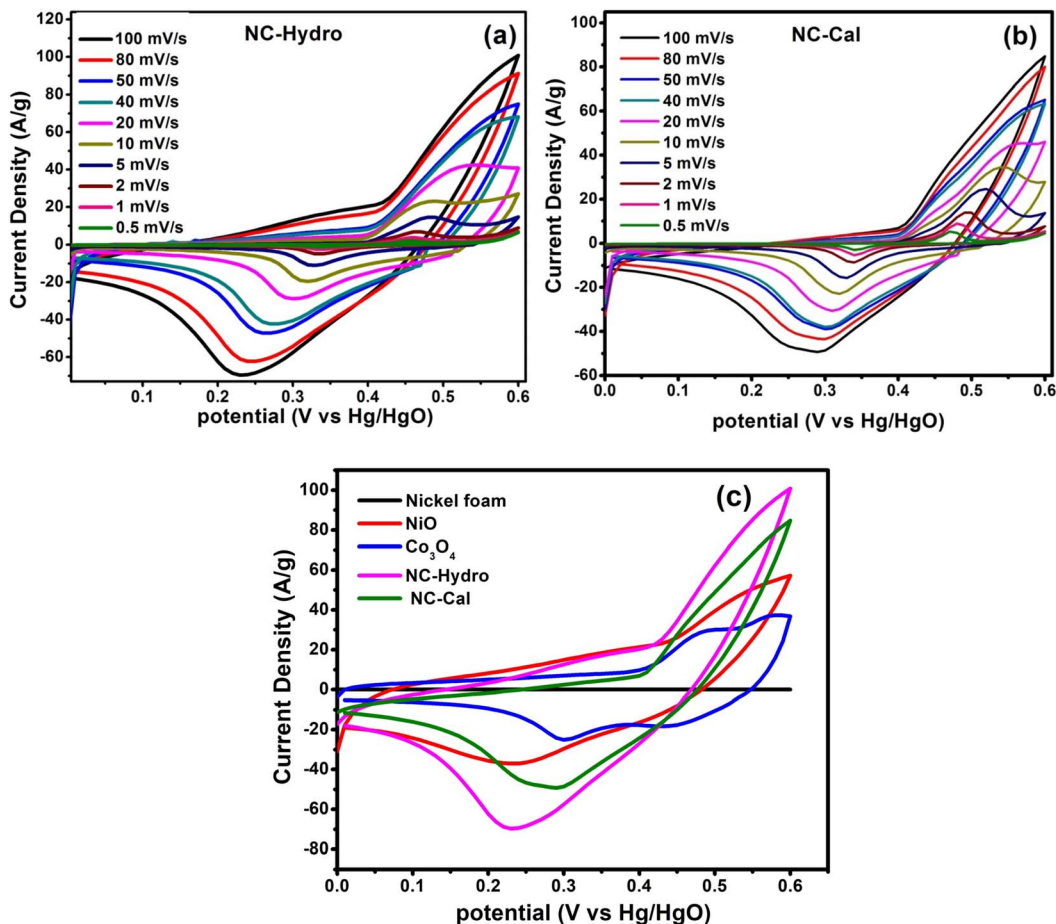 NC-Hydro
(a)
100 mV/s
80 mV/s
50 mV/s
40 mV/s
20 mV/s
10 mV/s
5 mV/s
2 mV/s
1 mV/s
0.5 mV/s
Current Density (A/g)
120
100
80
60
40
20
0
-20
-40
-60
0.1
0.2
0.3
0.4
0.5
0.6
potential (V vs Hg/HgO)
NC-Cal
(b)
100 mV/s
80 mV/s
50 mV/s
40 mV/s
20 mV/s
10 mV/s
5 mV/s
2 mV/s
1 mV/s
0.5 mV/s
Current Density (A/g)
100
80
60
40
20
0
-20
-40
-60
0.0
0.1
0.2
0.3
0.4
0.5
0.6
potential (V vs Hg/HgO)
(c)
Nickel foam
NiO
Co₃O₄
NC-Hydro
NC-Cal
Current Density (A/g)
100
80
60
40
20
0
-20
-40
-60
-80
0.0
0.1
0.2
0.3
0.4
0.5
0.6
potential (V vs Hg/HgO)